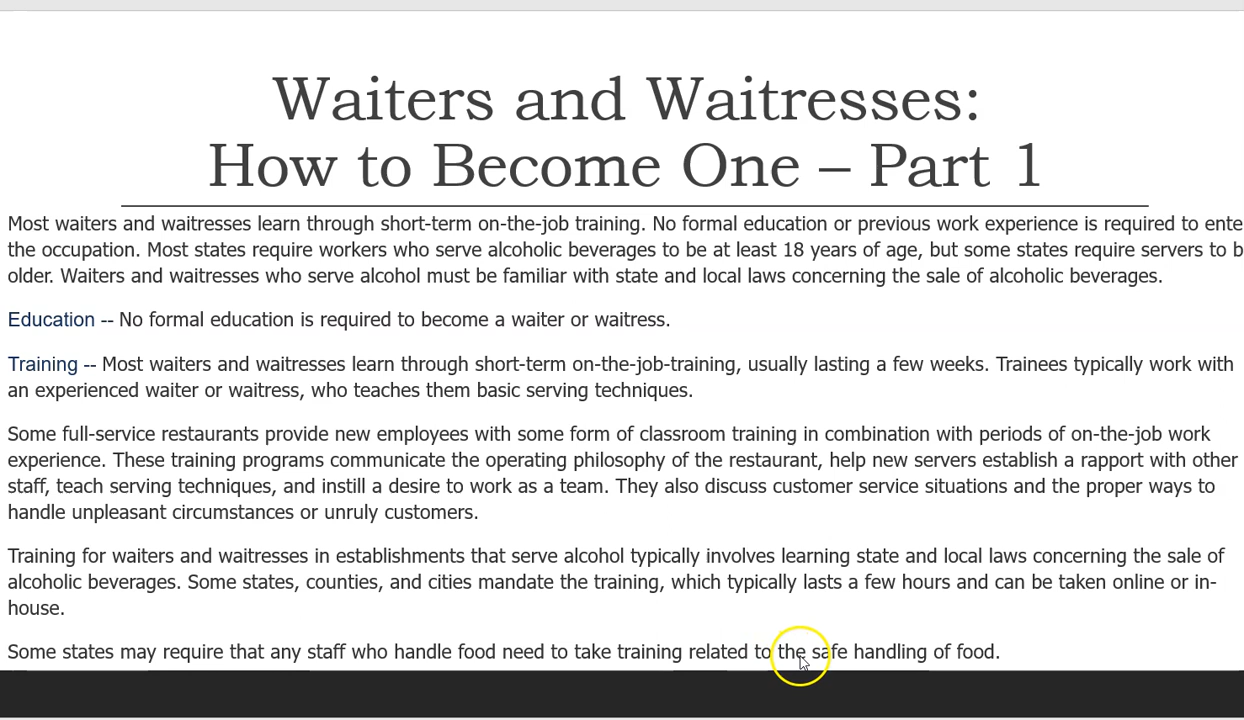 Waiters and Waitresses:
How to Become One – Part 1
Most waiters and waitresses learn through short-term on-the-job training. No formal education or previous work experience is required to ente
the occupation. Most states require workers who serve alcoholic beverages to be at least 18 years of age, but some states require servers to b
older. Waiters and waitresses who serve alcohol must be familiar with state and local laws concerning the sale of alcoholic beverages.
Education -- No formal education is required to become a waiter or waitress.
Training -- Most waiters and waitresses learn through short-term on-the-job-training, usually lasting a few weeks. Trainees typically work with
an experienced waiter or waitress, who teaches them basic serving techniques.
Some full-service restaurants provide new employees with some form of classroom training in combination with periods of on-the-job work
experience. These training programs communicate the operating philosophy of the restaurant, help new servers establish a rapport with other
staff, teach serving techniques, and instill a desire to work as a team. They also discuss customer service situations and the proper ways to
handle unpleasant circumstances or unruly customers.
Training for waiters and waitresses in establishments that serve alcohol typically involves learning state and local laws concerning the sale of
alcoholic beverages. Some states, counties, and cities mandate the training, which typically lasts a few hours and can be taken online or in-
house.
Some states may require that any staff who handle food need to take training related to the safe handling of food.